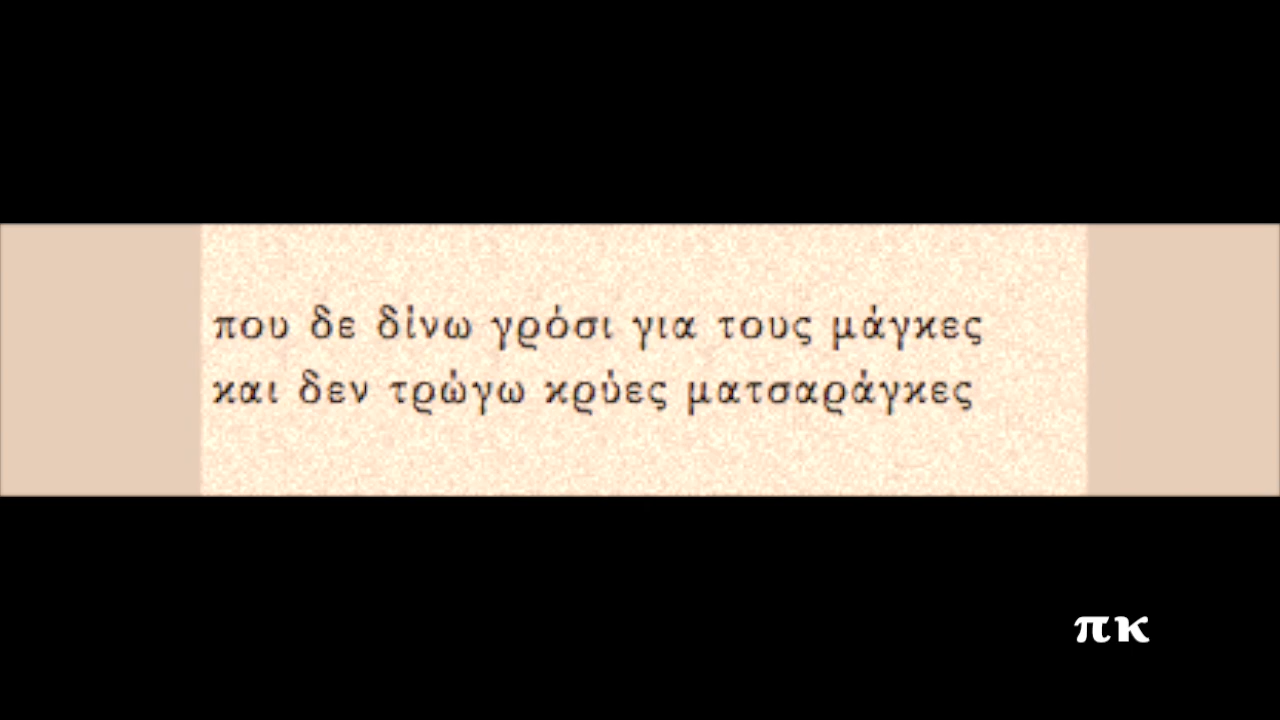 που δε δίνω γρόσι για τους μάγκες
και δεν τρώγω κρύες ματσαράγκες
πκ